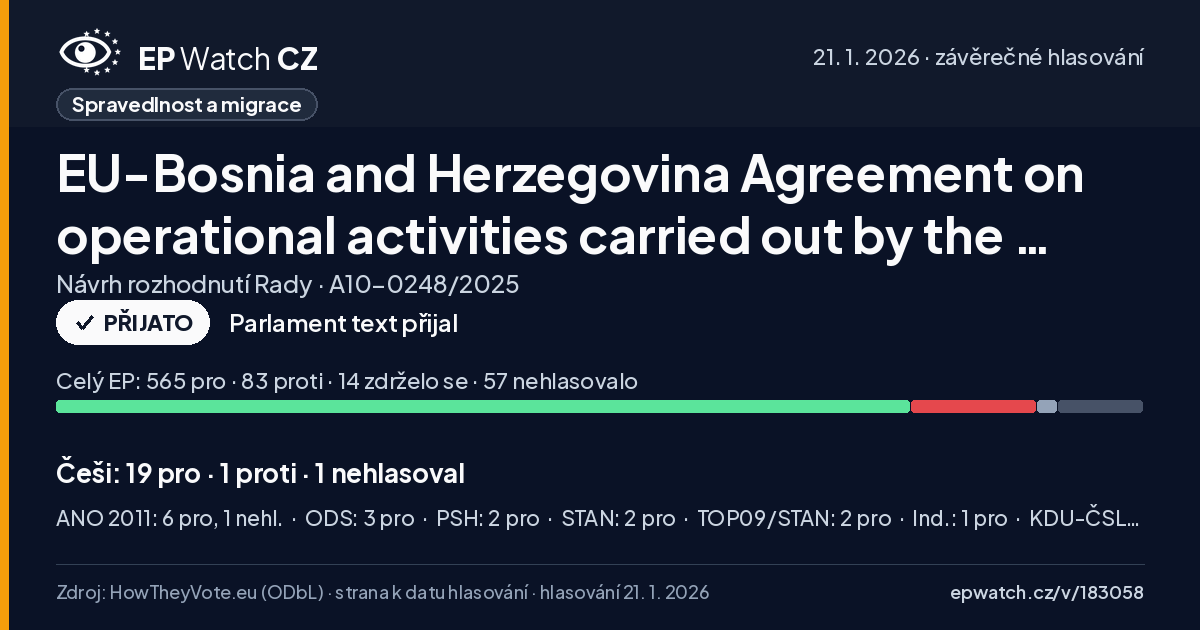 EP Watch CZ
21. 1. 2026 · závěrečné hlasování
Spravedlnost a migrace
EU-Bosnia and Herzegovina Agreement on
operational activities carried out by the ...
Návrh rozhodnutí Rady · A10-0248/2025
✓ PŘIJATO
Parlament text přijal
Celý EP: 565 pro · 83 proti · 14 zdrželo se · 57 nehlasovalo
Češi: 19 pro · 1 proti · 1 nehlasoval
ANO 2011: 6 pro, 1 nehl. · ODS: 3 pro · PSH: 2 pro · STAN: 2 pro · TOP09/STAN: 2 pro · Ind.: 1 pro · KDU-ČSL...
Zdroj: HowTheyVote.eu (ODbL) · strana k datu hlasování · hlasování 21. 1. 2026
epwatch.cz/v/183058